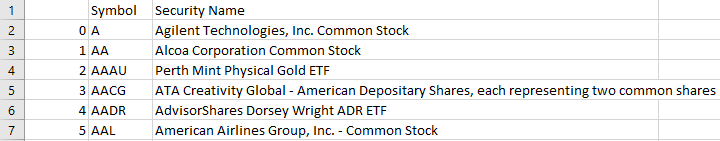 1 Symbol Security Name
2 0 A Agilent Technologies, Inc. Common Stock
3 1 AA Alcoa Corporation Common Stock
4 2 AAAU Perth Mint Physical Gold ETF
5 3 AACG ATA Creativity Global - American Depositary Shares, each representing two common shares
6 4 AADR AdvisorShares Dorsey Wright ADR ETF
7 5 AAL American Airlines Group, Inc. - Common Stock